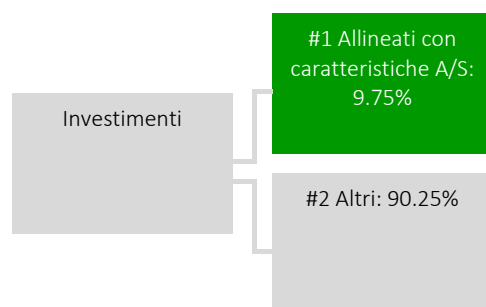 #1 Allineati con
caratteristiche A/S:
9.75%
Investimenti
#2 Altri: 90.25%